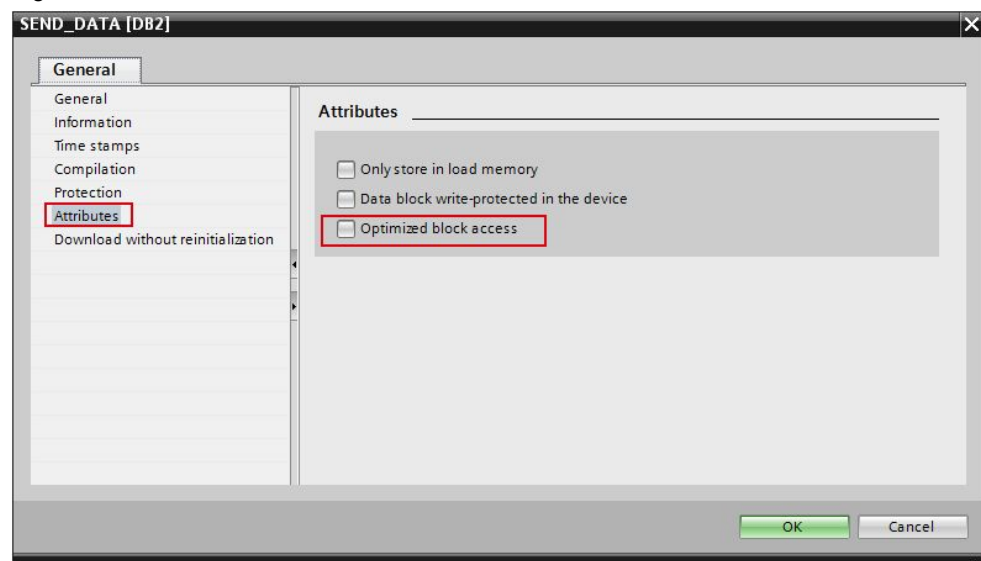 SEND_DATA [DB2]
General
General
Information
Time stamps
Compilation
Protection
Attributes
Download without reinitialization
Attributes
Only store in load memory
Data block write-protected in the device
Optimized block access
OK
Cancel